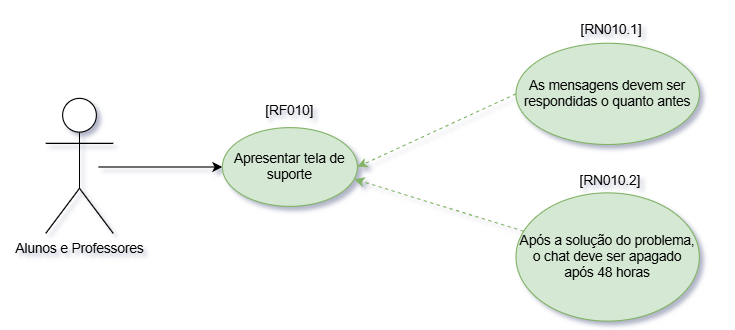 [RN010.1]
As mensagens devem ser
respondidas o quanto antes
[RF010]
Apresentar tela de
suporte
[RN010.2]
Após a solução do problema,
o chat deve ser apagado
após 48 horas
Alunos e Professores